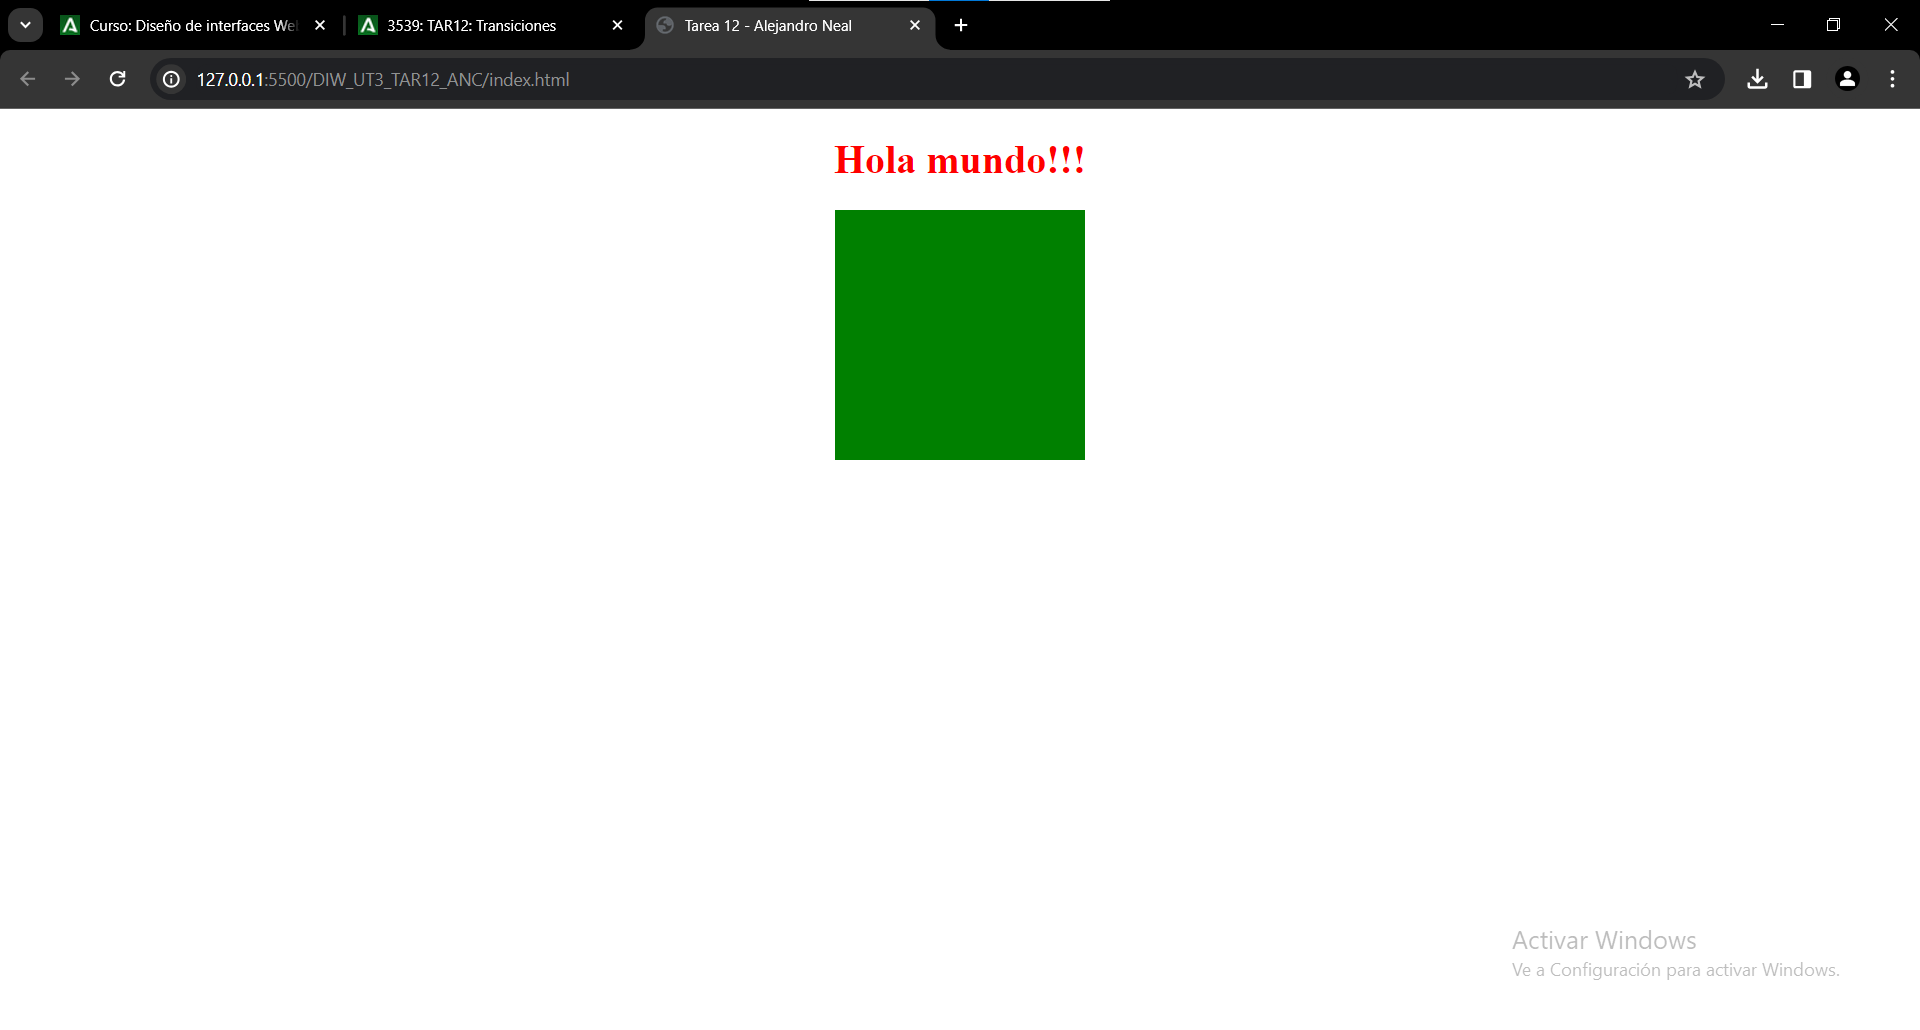 Curso: Diseño de interfaces We
3539: TAR12: Transiciones
Tarea 12 - Alejandro Neal
127.0.0.1:5500/DIW_UT3_TAR12_ANC/index.html
Hola mundo!!!
Activar Windows
Ve a Configuración para activar Windows.